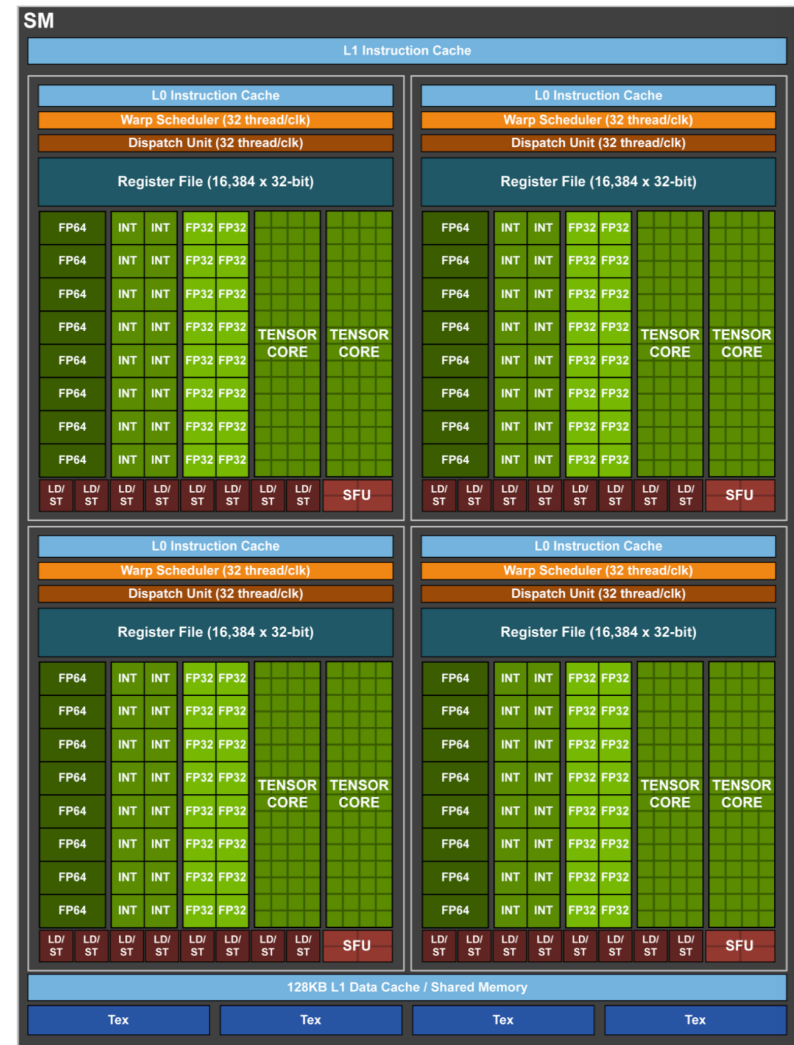 SM
L1 Instruction Cache
L0 Instruction Cache
Warp Scheduler (32 thread/clk)
Dispatch Unit (32 thread/clk)
Register File (16,384 x 32-bit)
FP64 INT INT FP32 FP32
FP64 INT INT FP32 FP32
FP64 INT INT FP32 FP32
FP64 INT INT FP32 FP32
TENSOR CORE TENSOR CORE
FP64 INT INT FP32 FP32
FP64 INT INT FP32 FP32
FP64 INT INT FP32 FP32
FP64 INT INT FP32 FP32
LD/ST LD/ST LD/ST LD/ST LD/ST LD/ST LD/ST LD/ST SFU
L0 Instruction Cache
Warp Scheduler (32 thread/clk)
Dispatch Unit (32 thread/clk)
Register File (16,384 x 32-bit)
FP64 INT INT FP32 FP32
FP64 INT INT FP32 FP32
FP64 INT INT FP32 FP32
FP64 INT INT FP32 FP32
TENSOR CORE TENSOR CORE
FP64 INT INT FP32 FP32
FP64 INT INT FP32 FP32
FP64 INT INT FP32 FP32
FP64 INT INT FP32 FP32
LD/ST LD/ST LD/ST LD/ST LD/ST LD/ST LD/ST LD/ST SFU
L0 Instruction Cache
Warp Scheduler (32 thread/clk)
Dispatch Unit (32 thread/clk)
Register File (16,384 x 32-bit)
FP64 INT INT FP32 FP32
FP64 INT INT FP32 FP32
FP64 INT INT FP32 FP32
FP64 INT INT FP32 FP32
TENSOR CORE TENSOR CORE
FP64 INT INT FP32 FP32
FP64 INT INT FP32 FP32
FP64 INT INT FP32 FP32
FP64 INT INT FP32 FP32
LD/ST LD/ST LD/ST LD/ST LD/ST LD/ST LD/ST LD/ST SFU
L0 Instruction Cache
Warp Scheduler (32 thread/clk)
Dispatch Unit (32 thread/clk)
Register File (16,384 x 32-bit)
FP64 INT INT FP32 FP32
FP64 INT INT FP32 FP32
FP64 INT INT FP32 FP32
FP64 INT INT FP32 FP32
TENSOR CORE TENSOR CORE
FP64 INT INT FP32 FP32
FP64 INT INT FP32 FP32
FP64 INT INT FP32 FP32
FP64 INT INT FP32 FP32
LD/ST LD/ST LD/ST LD/ST LD/ST LD/ST LD/ST LD/ST SFU
128KB L1 Data Cache / Shared Memory
Tex Tex Tex Tex